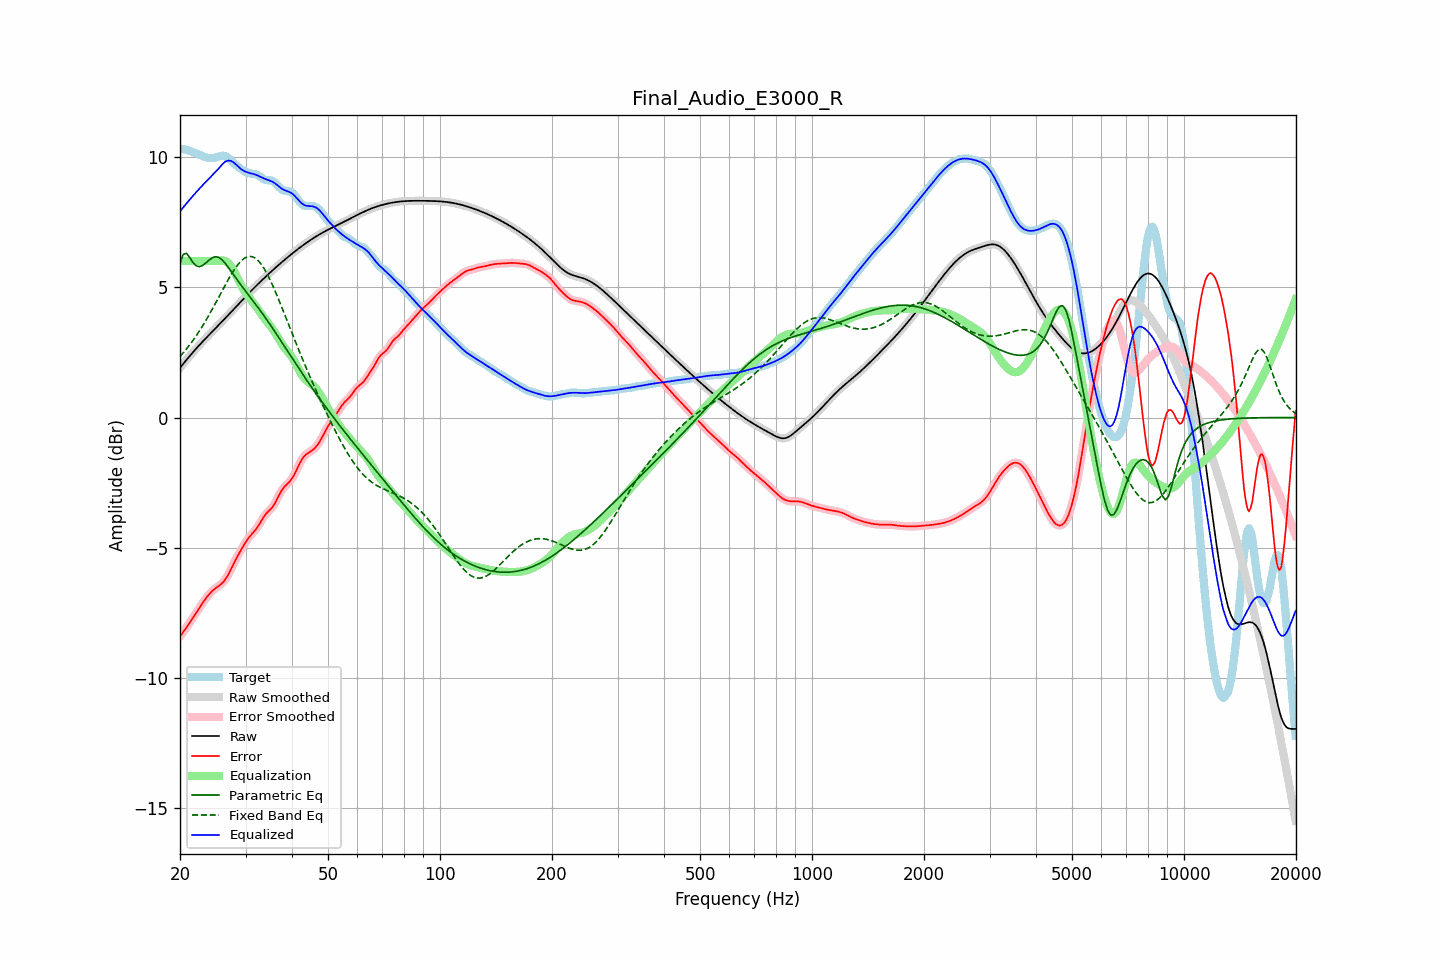 Final_Audio_E3000_R
Amplitude (dBr)
10
5
0
−5
−10
−15
Target
Raw Smoothed
Error Smoothed
Raw
Error
Equalization
Parametric Eq
Fixed Band Eq
Equalized
20 50 100 200 500 1000 2000 5000 10000 20000
Frequency (Hz)